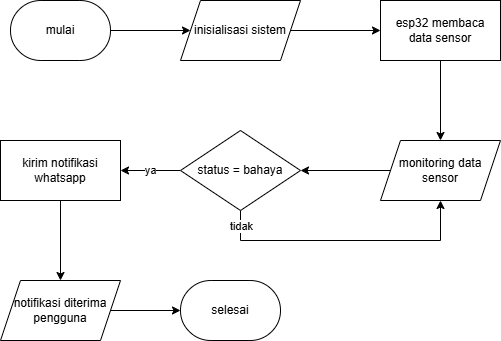 mulai
inisialisasi sistem
esp32 membaca
data sensor
monitoring data
sensor
status = bahaya
ya
tidak
kirim notifikasi
whatsapp
notifikasi diterima
pengguna
selesai